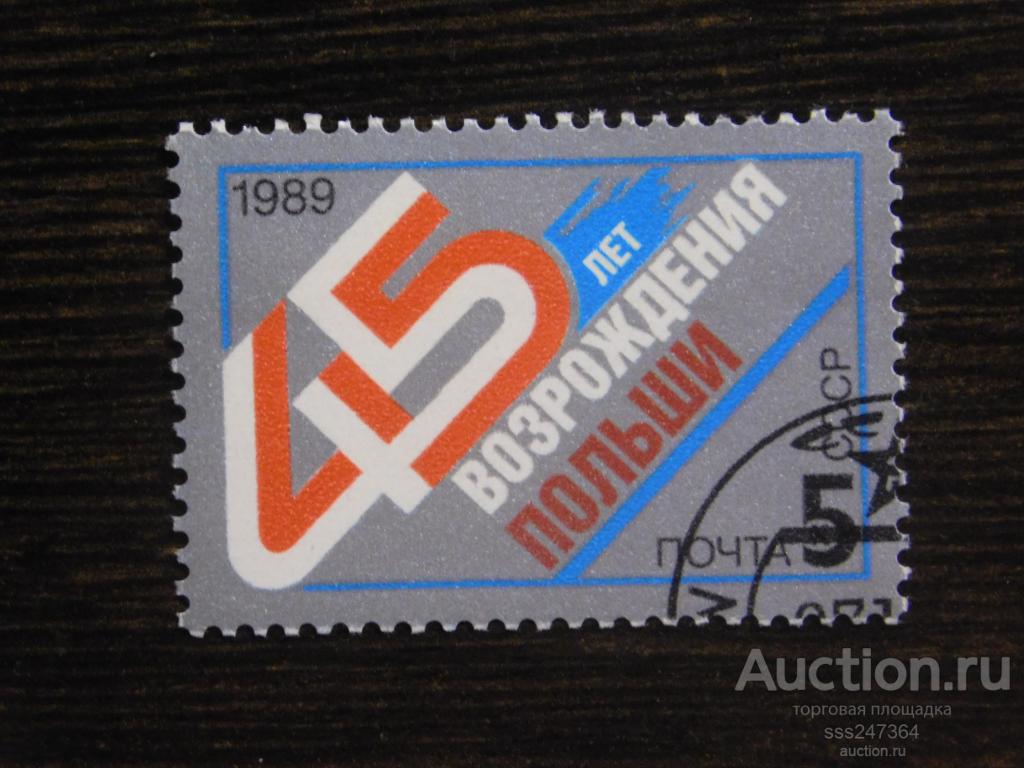 1989
45
ЛЕТ
ВОЗРОЖДЕНИЯ
ПОЛЬШИ
СССР
ПОЧТА 5
Auction.ru
торговая площадка
sss247364
auction.ru